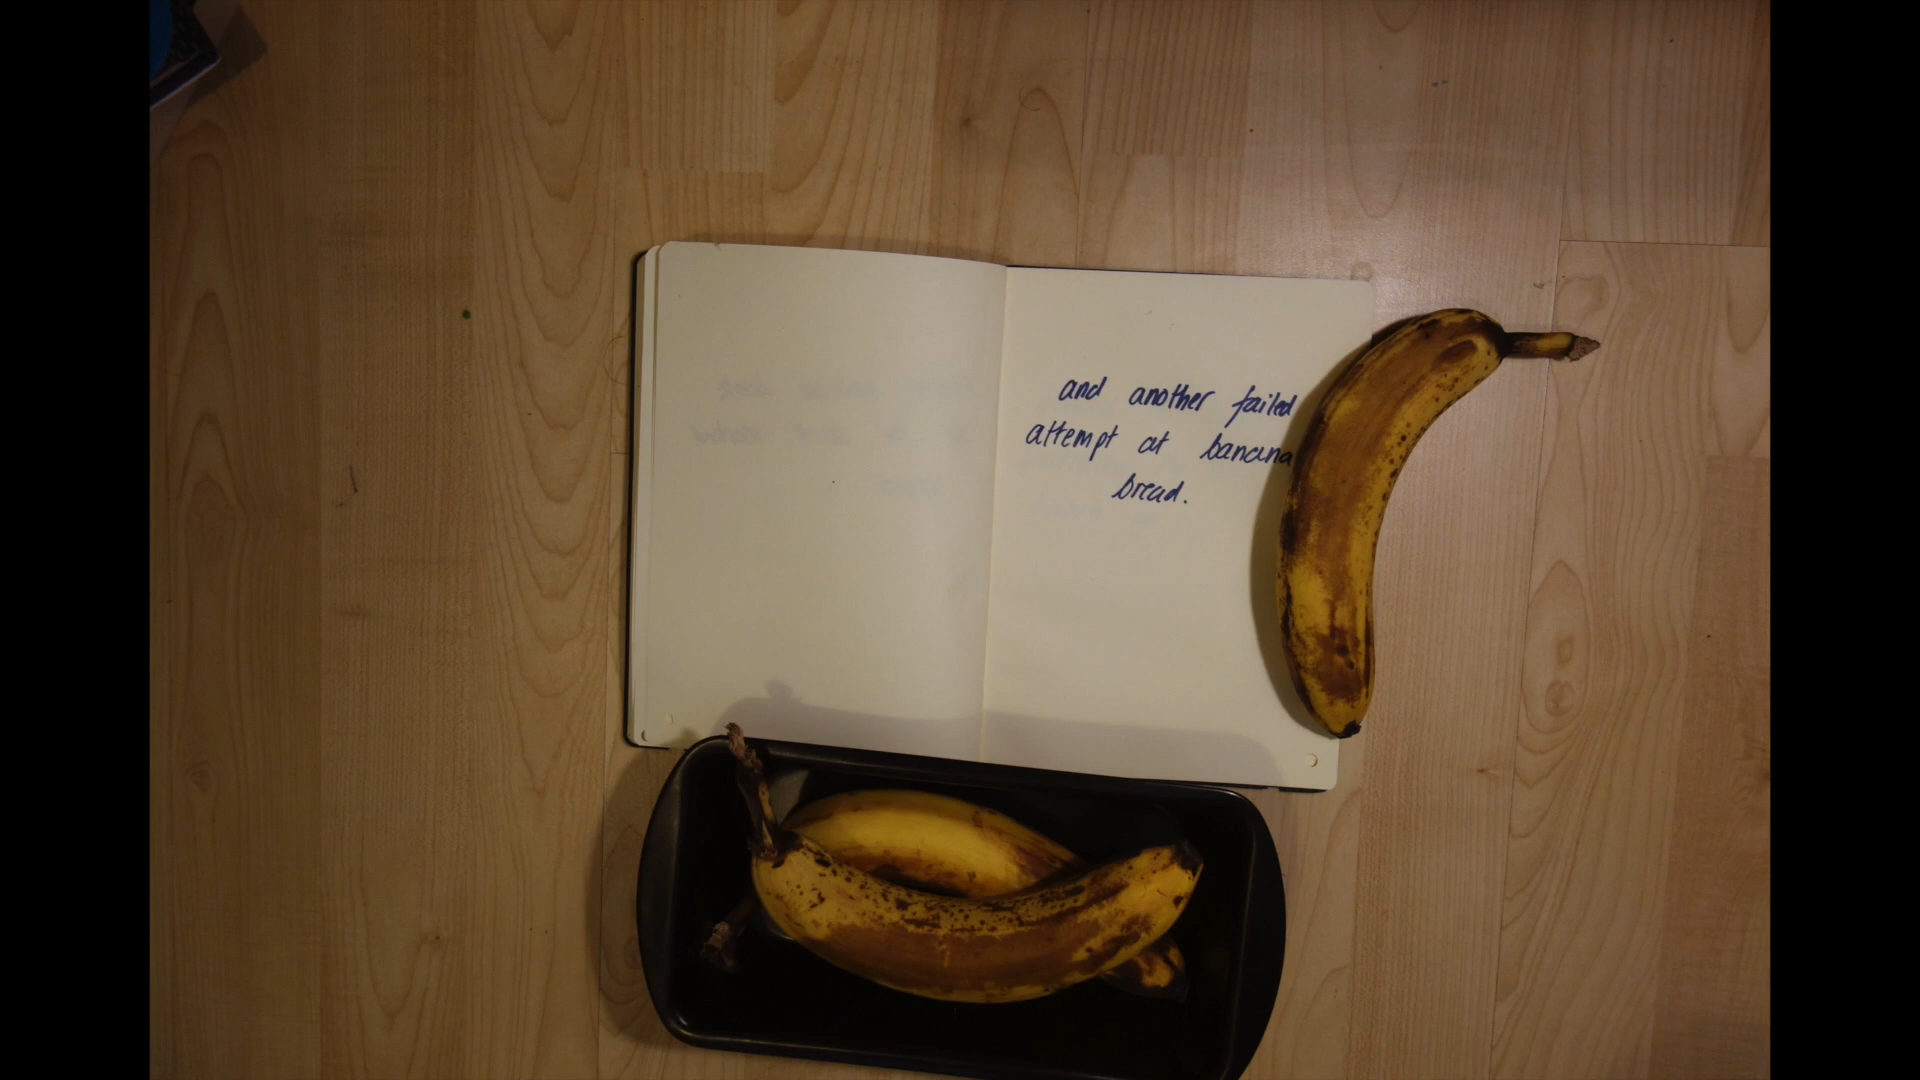 and another failed
attempt at banana
bread.